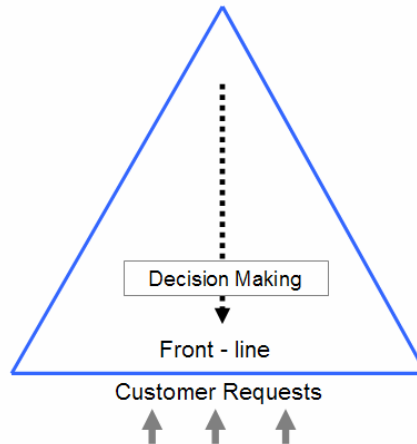 Decision Making
Front - line
Customer Requests